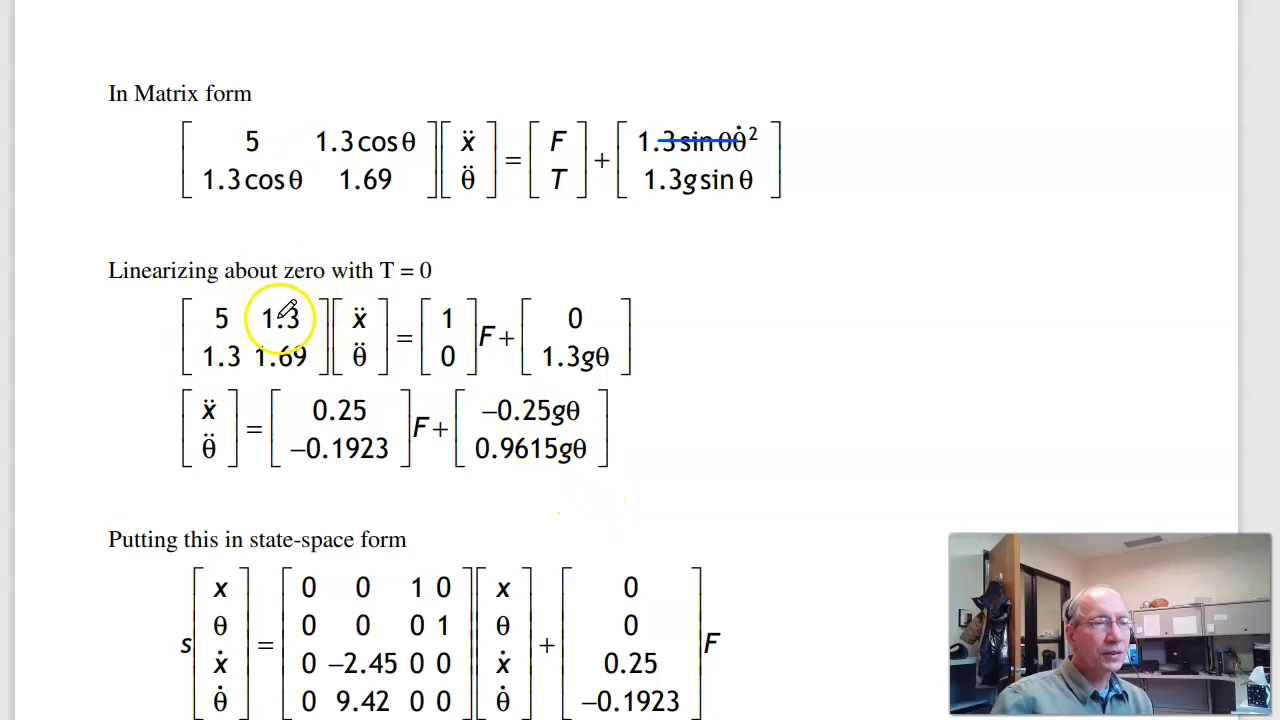 In Matrix form
[ 5 1.3cosθ ; 1.3cosθ 1.69 ] [ ẍ ; θ̈ ] = [ F ; T ] + [ 1.3sinθθ̇² ; 1.3gsinθ ]
Linearizing about zero with T = 0
[ 5 1.3 ; 1.3 1.69 ] [ ẍ ; θ̈ ] = [ 1 ; 0 ] F + [ 0 ; 1.3gθ ]
[ ẍ ; θ̈ ] = [ 0.25 ; −0.1923 ] F + [ −0.25gθ ; 0.9615gθ ]
Putting this in state-space form
s [ x ; θ ; ẋ ; θ̇ ] = [ 0 0 1 0 ; 0 0 0 1 ; 0 −2.45 0 0 ; 0 9.42 0 0 ] [ x ; θ ; ẋ ; θ̇ ] + [ 0 ; 0 ; 0.25 ; −0.1923 ] F